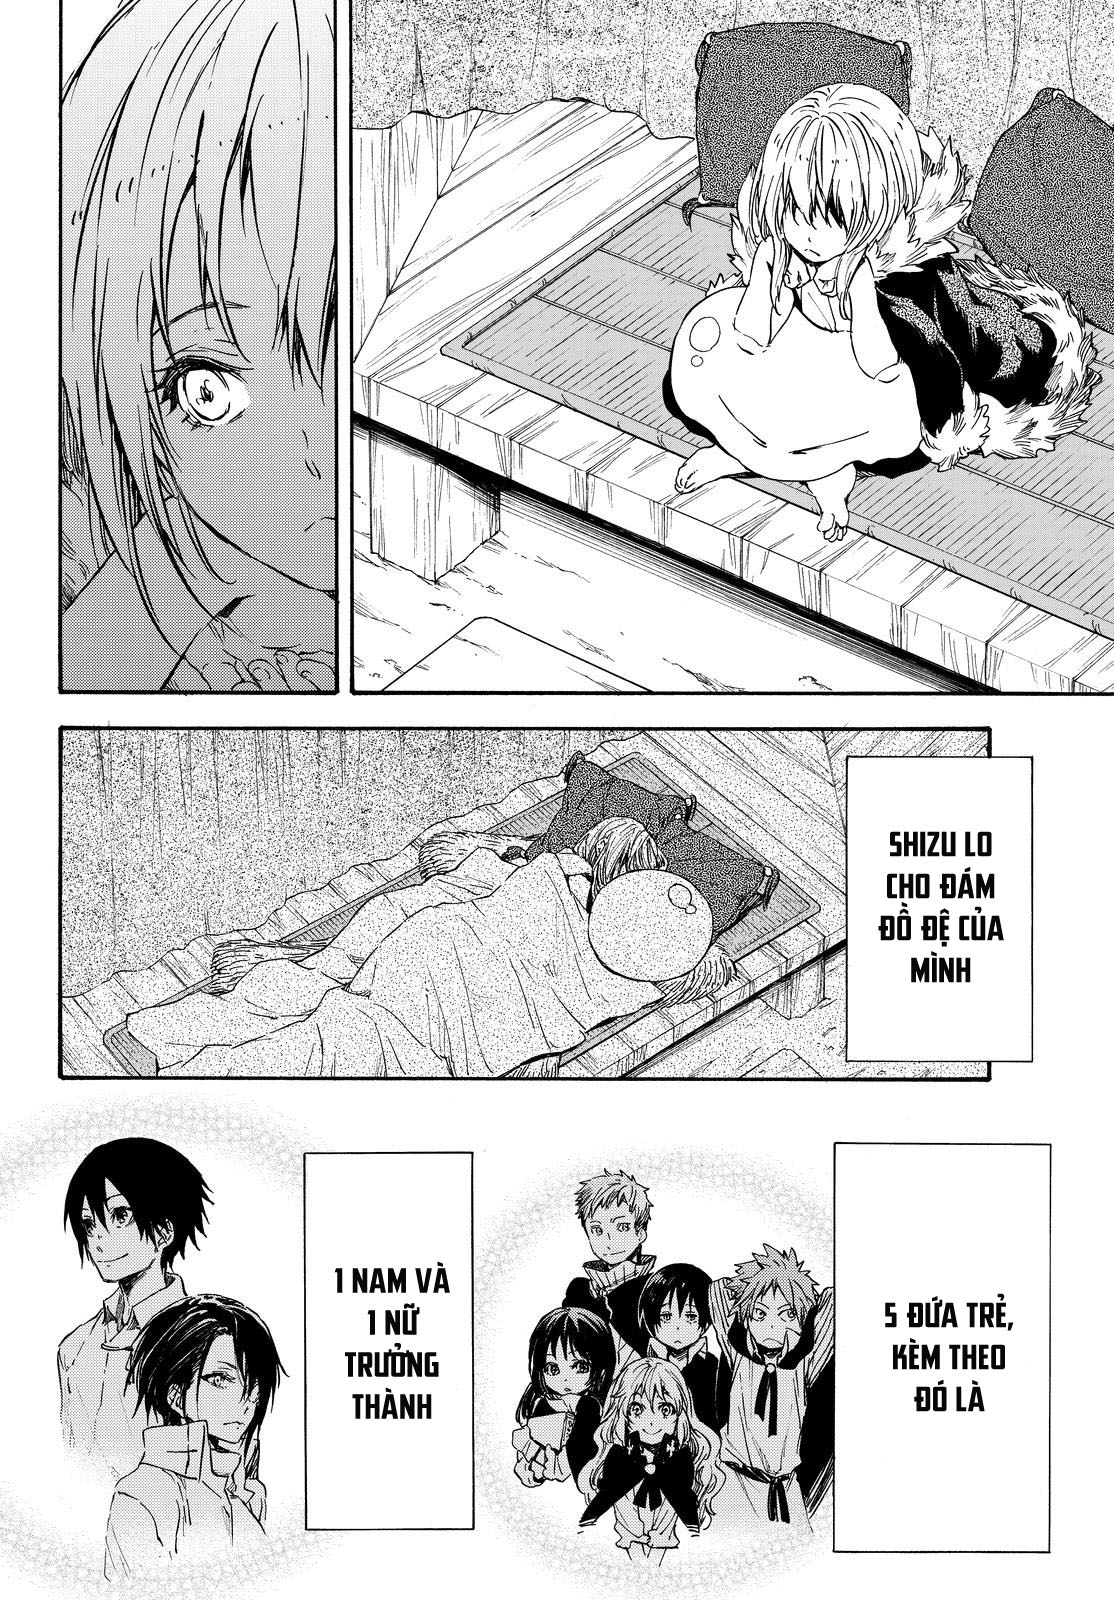 SHIZU LO
CHO ĐÁM
ĐỒ ĐỆ CỦA
MÌNH
5 ĐỨA TRẺ,
KÈM THEO
ĐÓ LÀ
1 NAM VÀ
1 NỮ
TRƯỞNG
THÀNH